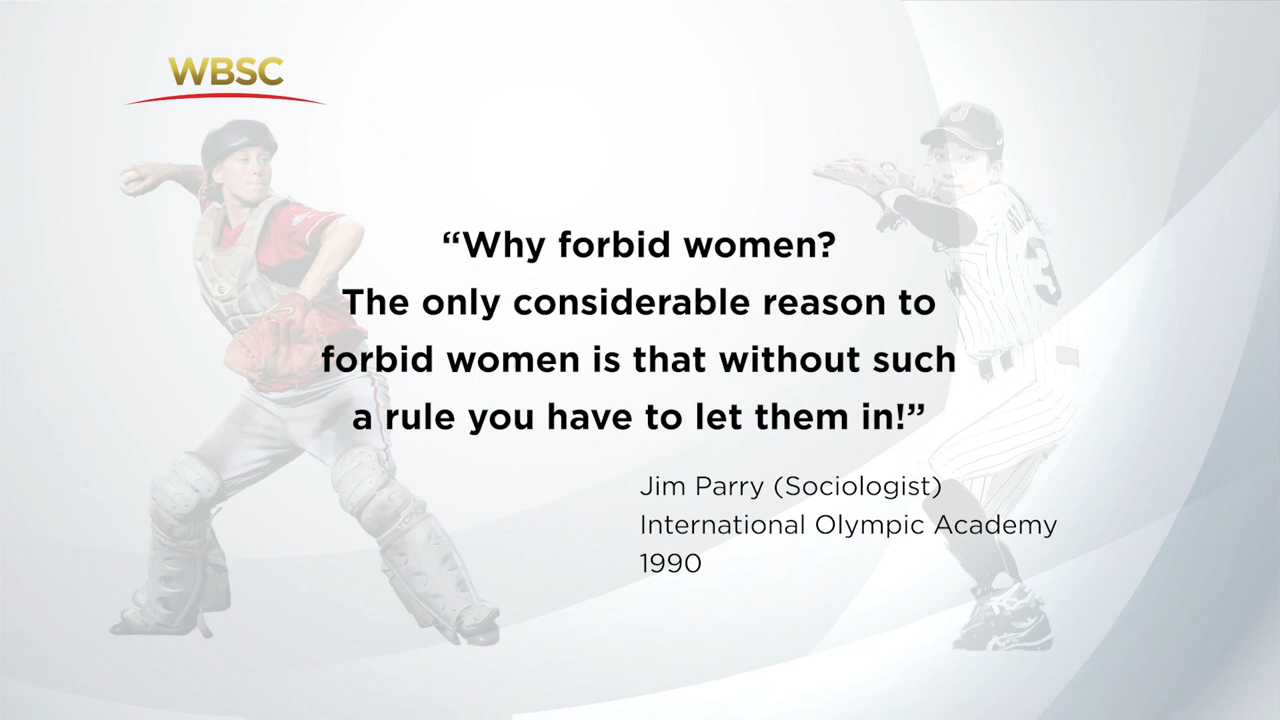 WBSC
“Why forbid women?
The only considerable reason to
forbid women is that without such
a rule you have to let them in!”
Jim Parry (Sociologist)
International Olympic Academy
1990
J
3